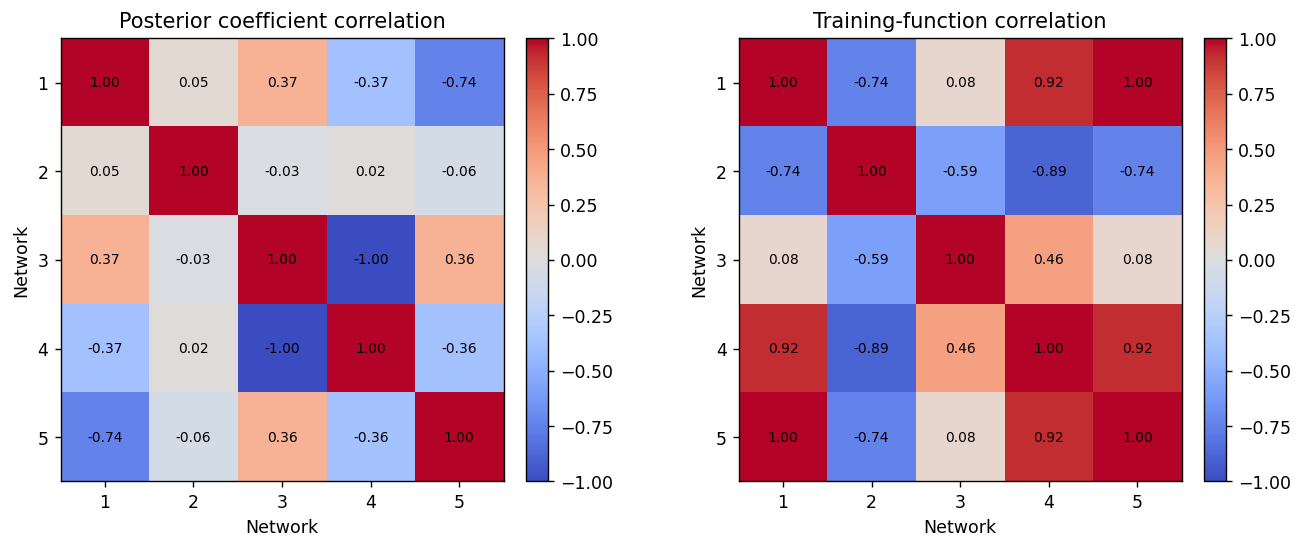 Posterior coefficient correlation
Network
1
2
3
4
5
1.00 0.05 0.37 -0.37 -0.74
0.05 1.00 -0.03 0.02 -0.06
0.37 -0.03 1.00 -1.00 0.36
-0.37 0.02 -1.00 1.00 -0.36
-0.74 -0.06 0.36 -0.36 1.00
1 2 3 4 5
Network
1.00
0.75
0.50
0.25
0.00
−0.25
−0.50
−0.75
−1.00
Training-function correlation
Network
1
2
3
4
5
1.00 -0.74 0.08 0.92 1.00
-0.74 1.00 -0.59 -0.89 -0.74
0.08 -0.59 1.00 0.46 0.08
0.92 -0.89 0.46 1.00 0.92
1.00 -0.74 0.08 0.92 1.00
1 2 3 4 5
Network
1.00
0.75
0.50
0.25
0.00
−0.25
−0.50
−0.75
−1.00